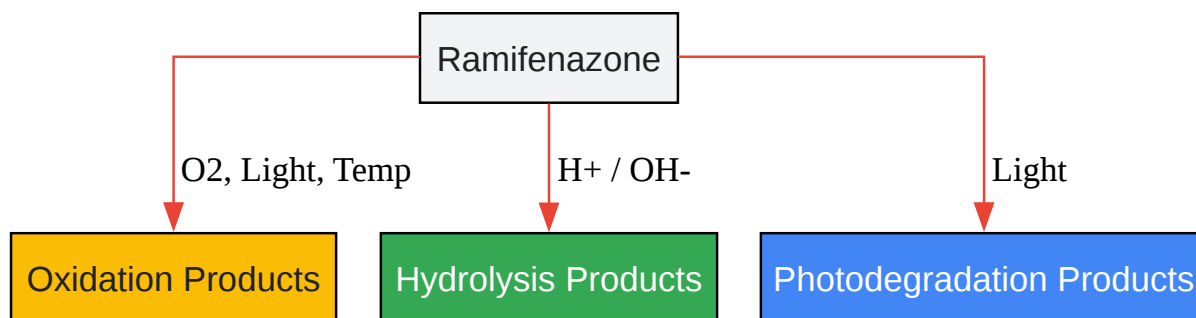 Ramifenazone
O2, Light, Temp
H+ / OH-
Light
Oxidation Products
Hydrolysis Products
Photodegradation Products